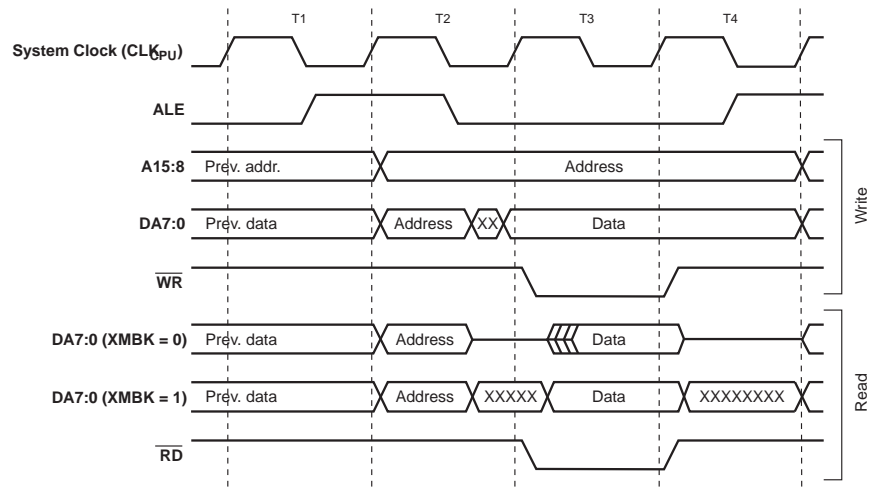 T1 T2 T3 T4
System Clock (CLKCPU)
ALE
A15:8 Prev. addr. Address
DA7:0 Prev. data Address XX Data
WR
Write
DA7:0 (XMBK = 0) Prev. data Address Data
DA7:0 (XMBK = 1) Prev. data Address XXXXX Data XXXXXXXX
RD
Read